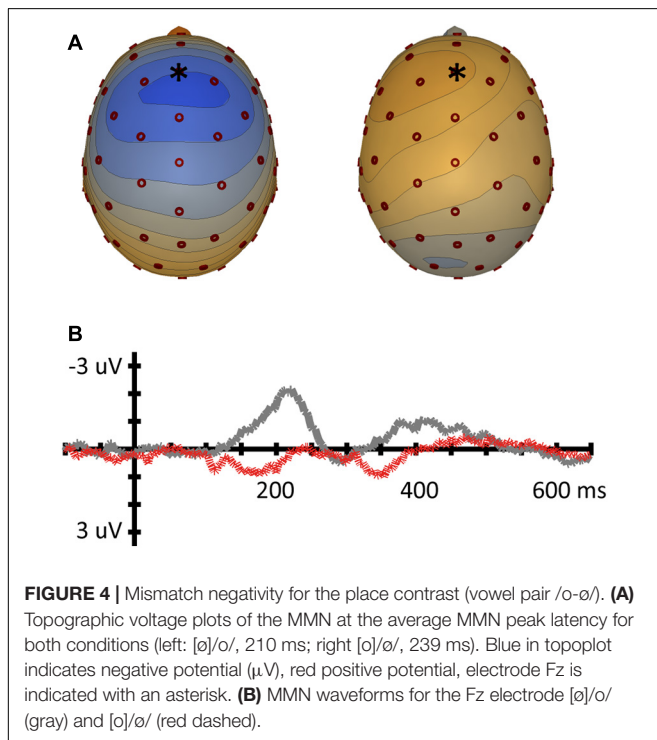 A
B
-3 uV
200
400
600 ms
3 uV
FIGURE 4 | Mismatch negativity for the place contrast (vowel pair /o-ø/). (A)
Topographic voltage plots of the MMN at the average MMN peak latency for
both conditions (left: [ø]/o/, 210 ms; right [o]/ø/, 239 ms). Blue in topoplot
indicates negative potential (μV), red positive potential, electrode Fz is
indicated with an asterisk. (B) MMN waveforms for the Fz electrode [ø]/o/
(gray) and [o]/ø/ (red dashed).